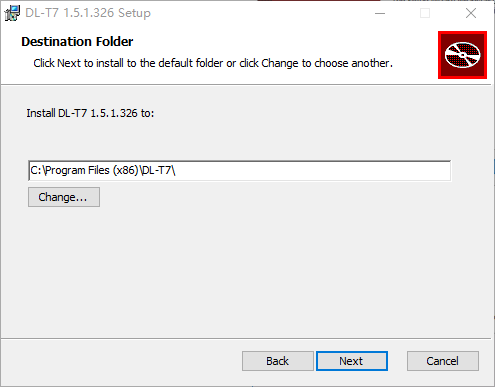 DL-T7 1.5.1.326 Setup
Destination Folder
Click Next to install to the default folder or click Change to choose another.
Install DL-T7 1.5.1.326 to:
C:\Program Files (x86)\DL-T7\
Change...
Back Next Cancel